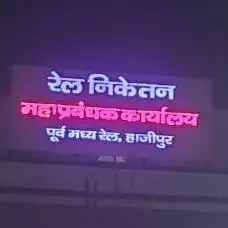 रेल निकेतन
महाप्रबंधक कार्यालय
पूर्व मध्य रेल, हाजीपुर